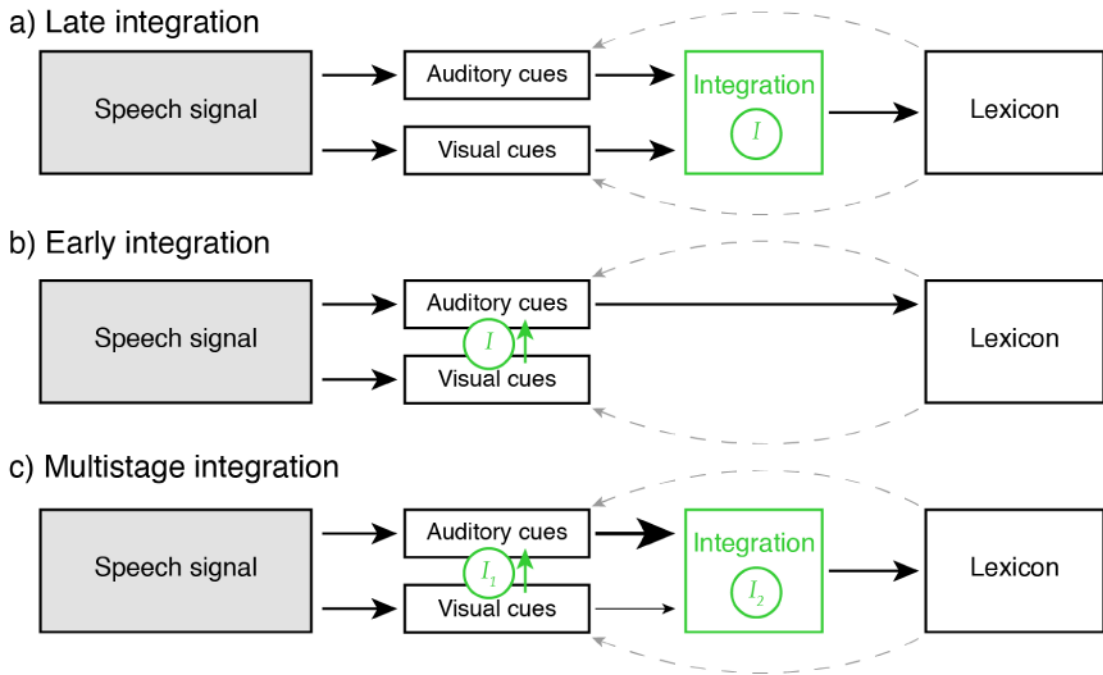 a) Late integration
Speech signal
Auditory cues
Visual cues
Integration
I
Lexicon
b) Early integration
Speech signal
Auditory cues
I
Visual cues
Lexicon
c) Multistage integration
Speech signal
Auditory cues
I₁
Visual cues
Integration
I₂
Lexicon